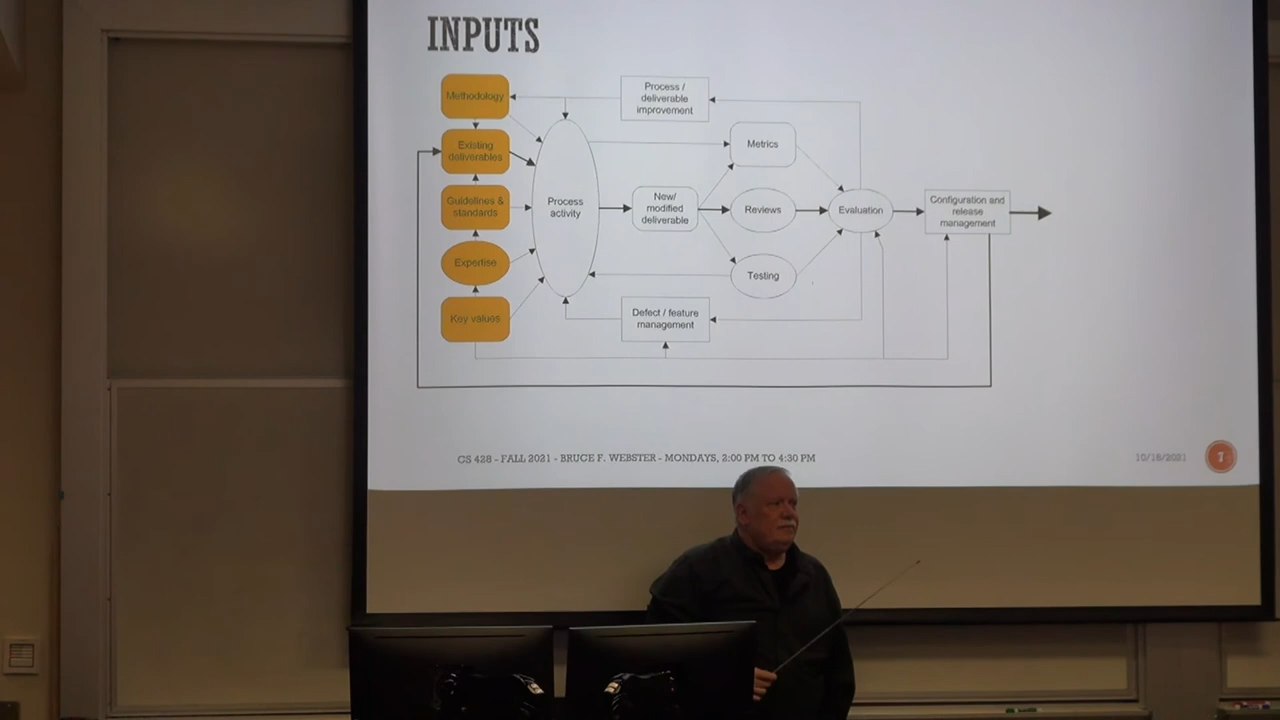 INPUTS
Methodology
Process /
deliverable
improvement
Existing
deliverables
Metrics
Guidelines &
standards
Process
activity
New/
modified
deliverable
Reviews
Evaluation
Configuration and
release
management
Expertise
Testing
Key values
Defect / feature
management
CS 428 - FALL 2021 - BRUCE F. WEBSTER - MONDAYS, 2:00 PM TO 4:30 PM
10/18/2021
7